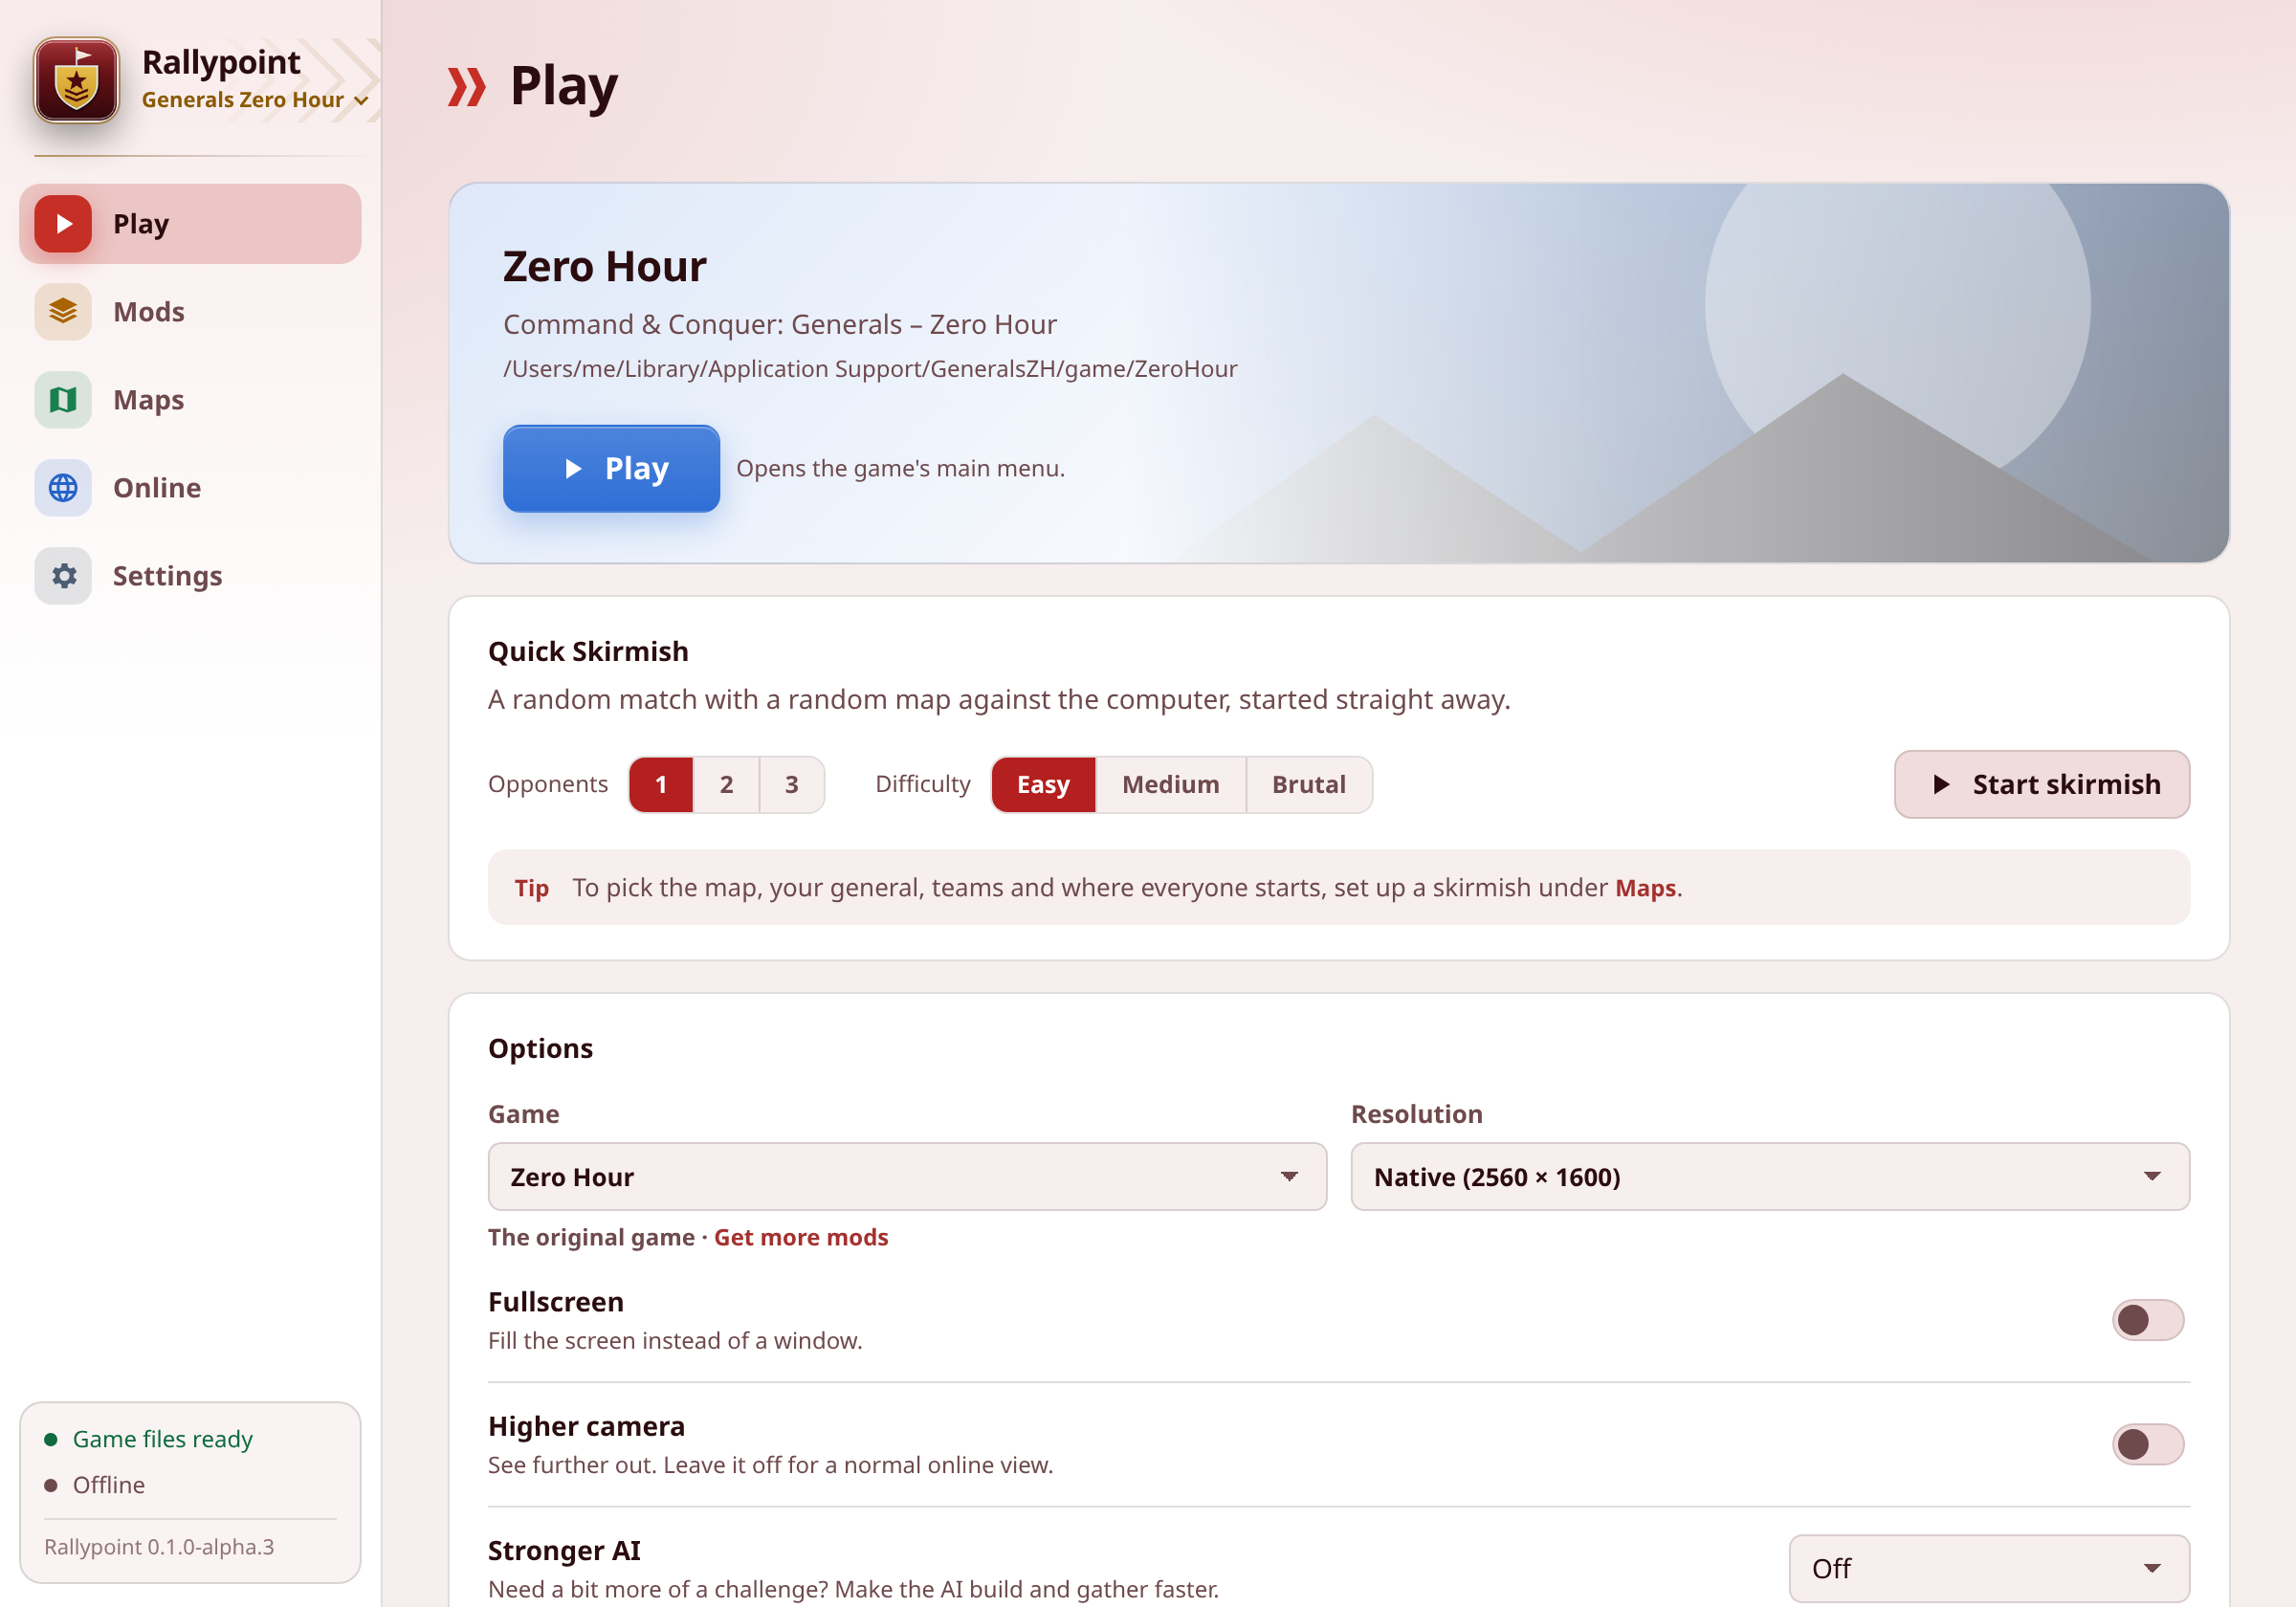 Rallypoint
Generals Zero Hour
Play
Mods
Maps
Online
Settings
Game files ready
Offline
Rallypoint 0.1.0-alpha.3
Play
Zero Hour
Command & Conquer: Generals – Zero Hour
/Users/me/Library/Application Support/GeneralsZH/game/ZeroHour
Play
Opens the game's main menu.
Quick Skirmish
A random match with a random map against the computer, started straight away.
Opponents 1 2 3 Difficulty Easy Medium Brutal Start skirmish
Tip To pick the map, your general, teams and where everyone starts, set up a skirmish under Maps.
Options
Game Resolution
Zero Hour Native (2560 × 1600)
The original game · Get more mods
Fullscreen
Fill the screen instead of a window.
Higher camera
See further out. Leave it off for a normal online view.
Stronger AI
Off
Need a bit more of a challenge? Make the AI build and gather faster.